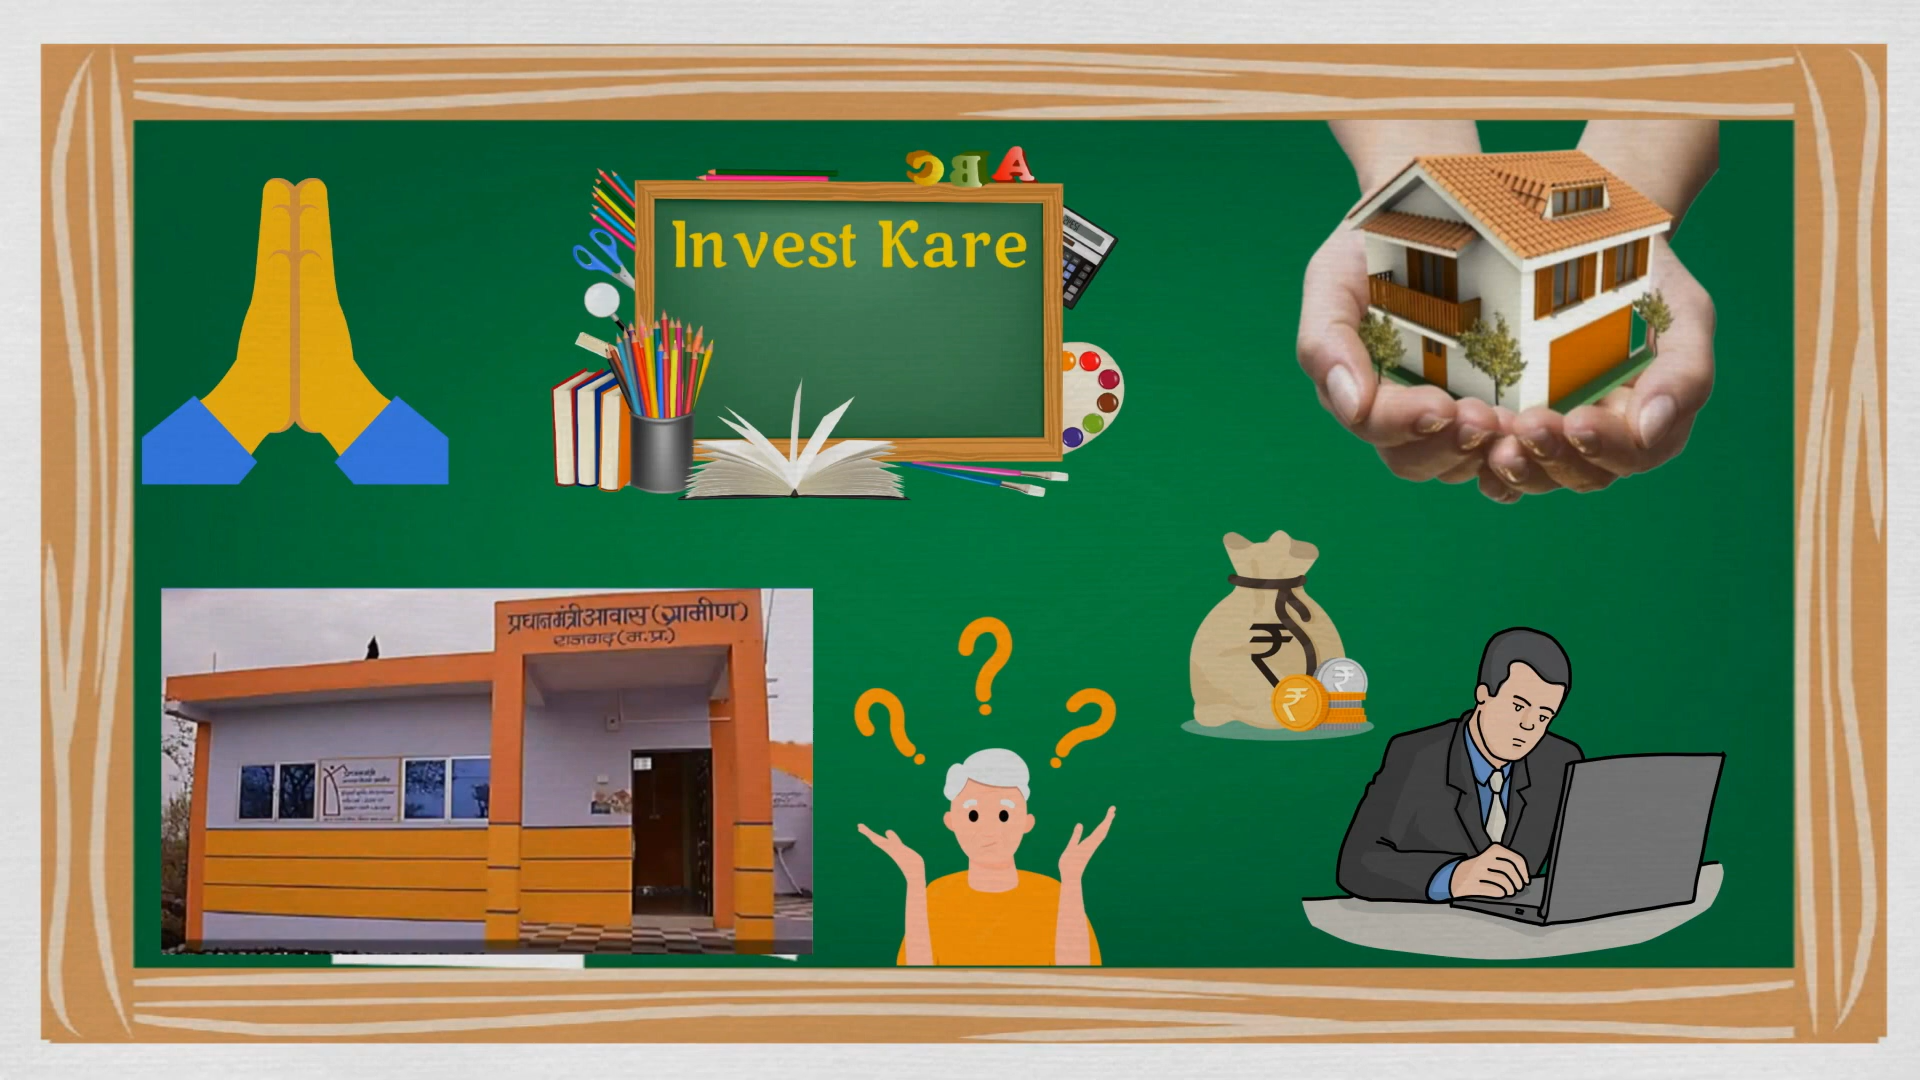 Invest Kare
प्रधानमंत्री आवास (ग्रामीण)
राजगढ़ (म.प्र.)